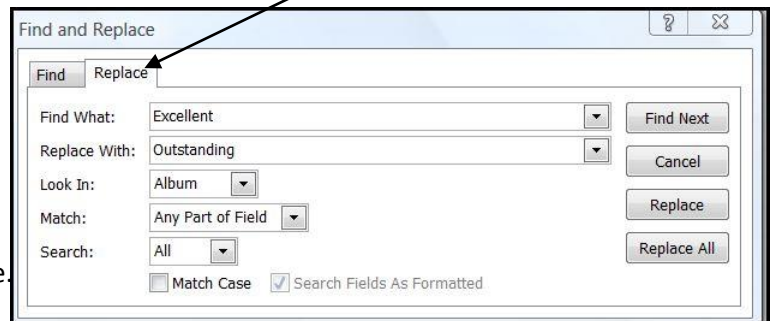 Find and Replace
Find Replace
Find What: Excellent Find Next
Replace With: Outstanding Cancel
Look In: Album
Match: Any Part of Field Replace
Search: All Replace All
e.
Match Case Search Fields As Formatted